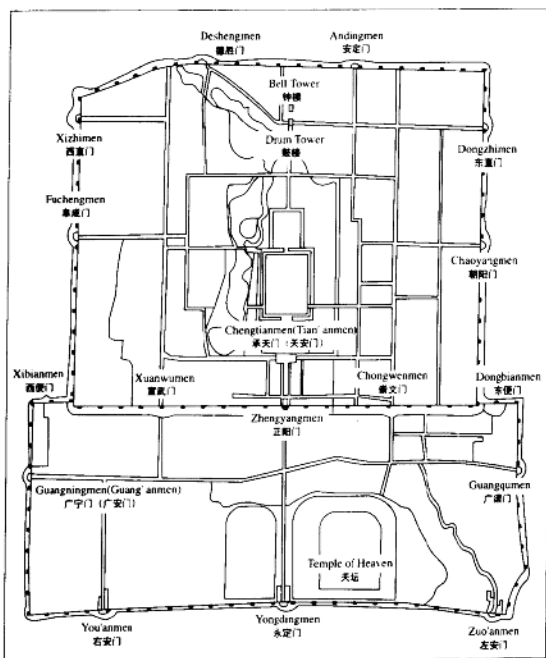 Deshengmen
德胜门
Andingmen
安定门
Bell Tower
钟楼
Drum Tower
鼓楼
Xizhimen
西直门
Dongzhimen
东直门
Fuchengmen
阜成门
Chaoyangmen
朝阳门
Chengtianmen(Tian' anmen)
承天门（天安门）
Xibianmen
西便门
Xuanwumen
宣武门
Chongwenmen
崇文门
Dongbianmen
东便门
Zhengyangmen
正阳门
Guangningmen(Guang' anmen)
广宁门（广安门）
Guangqumen
广渠门
Temple of Heaven
天坛
You'anmen
右安门
Yongdingmen
永定门
Zuo'anmen
左安门